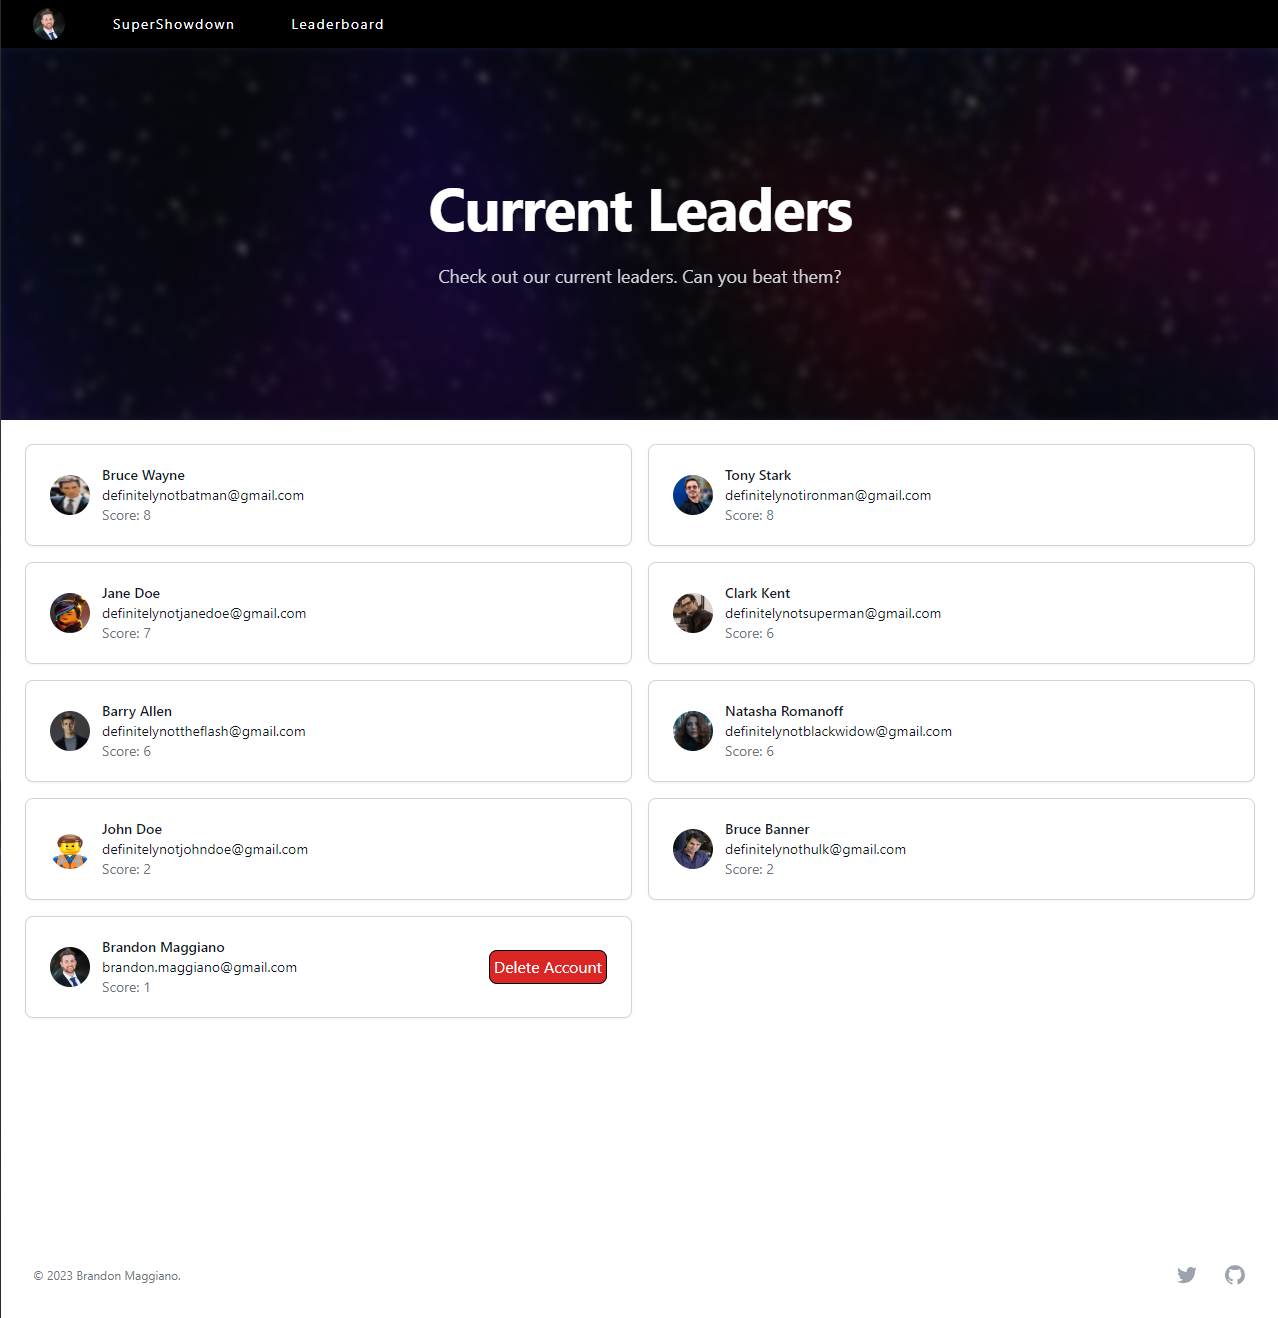 SuperShowdown
Leaderboard
Current Leaders
Check out our current leaders. Can you beat them?
Bruce Wayne
definitelynotbatman@gmail.com
Score: 8
Tony Stark
definitelynotironman@gmail.com
Score: 8
Jane Doe
definitelynotjanedoe@gmail.com
Score: 7
Clark Kent
definitelynotsuperman@gmail.com
Score: 6
Barry Allen
definitelynottheflash@gmail.com
Score: 6
Natasha Romanoff
definitelynotblackwidow@gmail.com
Score: 6
John Doe
definitelynotjohndoe@gmail.com
Score: 2
Bruce Banner
definitelynothulk@gmail.com
Score: 2
Brandon Maggiano
brandon.maggiano@gmail.com
Score: 1
Delete Account
© 2023 Brandon Maggiano.